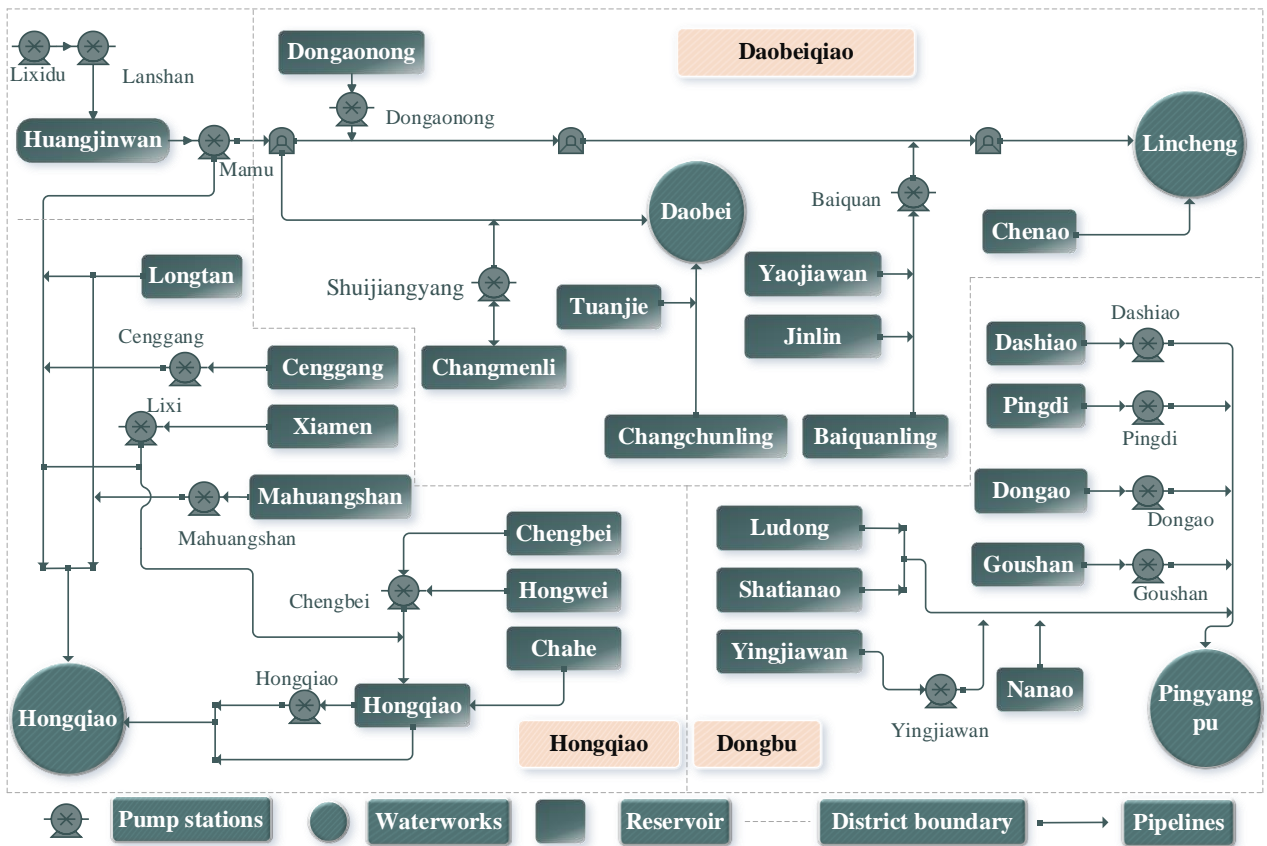 Dongaonong
Daobeiqiao
Lixidu
Lanshan
Dongaonong
Huangjinwan
Lincheng
Mamu
Baiquan
Daobei
Chenao
Longtan
Yaojiawan
Shuijiangyang
Tuanjie
Dashiao
Cenggang
Jinlin
Dashiao
Cenggang
Changmenli
Lixi
Pingdi
Xiamen
Changchunling
Baiquanling
Pingdi
Mahuangshan
Dongao
Mahuangshan
Chengbei
Ludong
Dongao
Goushan
Hongwei
Shatianao
Goushan
Chengbei
Chahe
Yingjiawan
Hongqiao
Nanao
Hongqiao
Hongqiao
Pingyang
pu
Yingjiawan
Hongqiao
Dongbu
Pump stations
Waterworks
Reservoir
District boundary
Pipelines